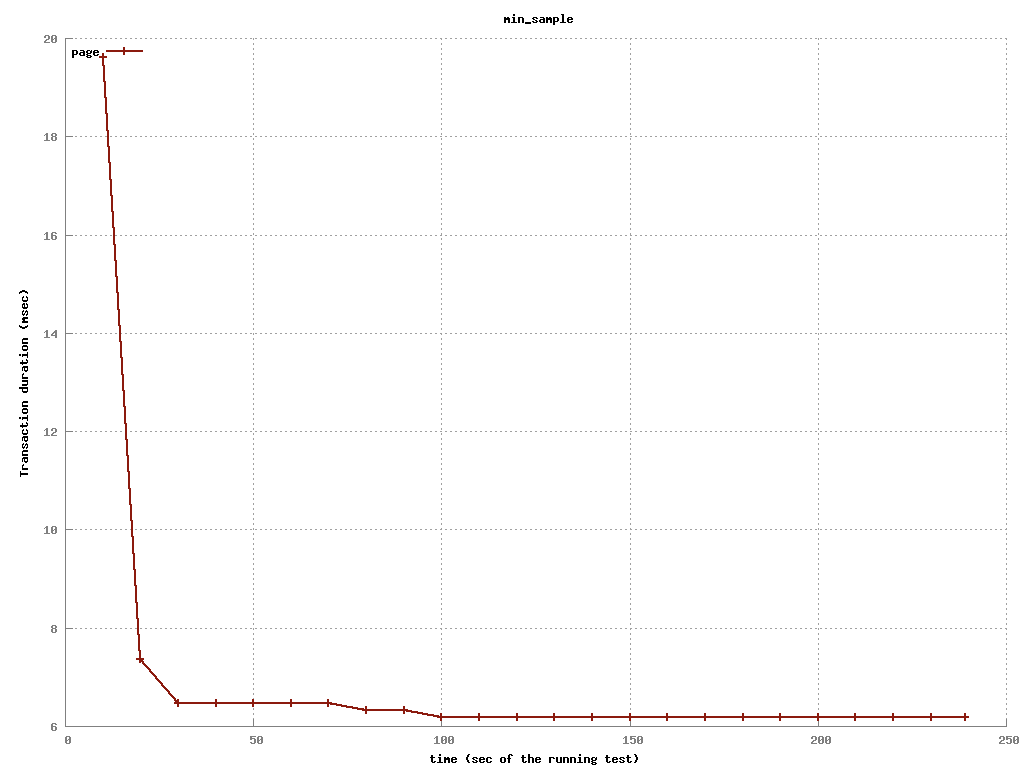 min_sample
page
20
18
16
14
12
10
8
6
Transaction duration (msec)
0 50 100 150 200 250
time (sec of the running test)